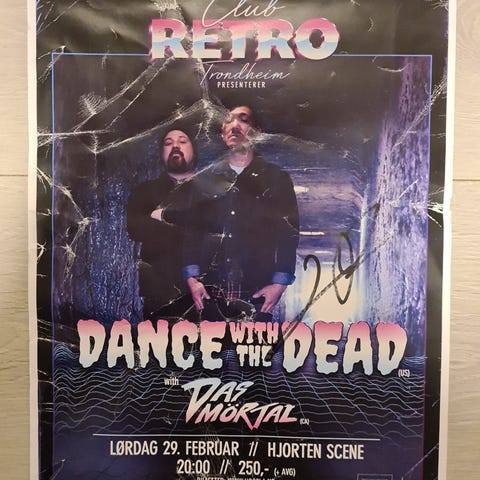 Club
RETRO
Trondheim
PRESENTERER
DANCE WITH THE DEAD (US)
with DAS MÖRTAL (CA)
LØRDAG 29. FEBRUAR // HJORTEN SCENE
20:00 // 250,- (+ AVG)